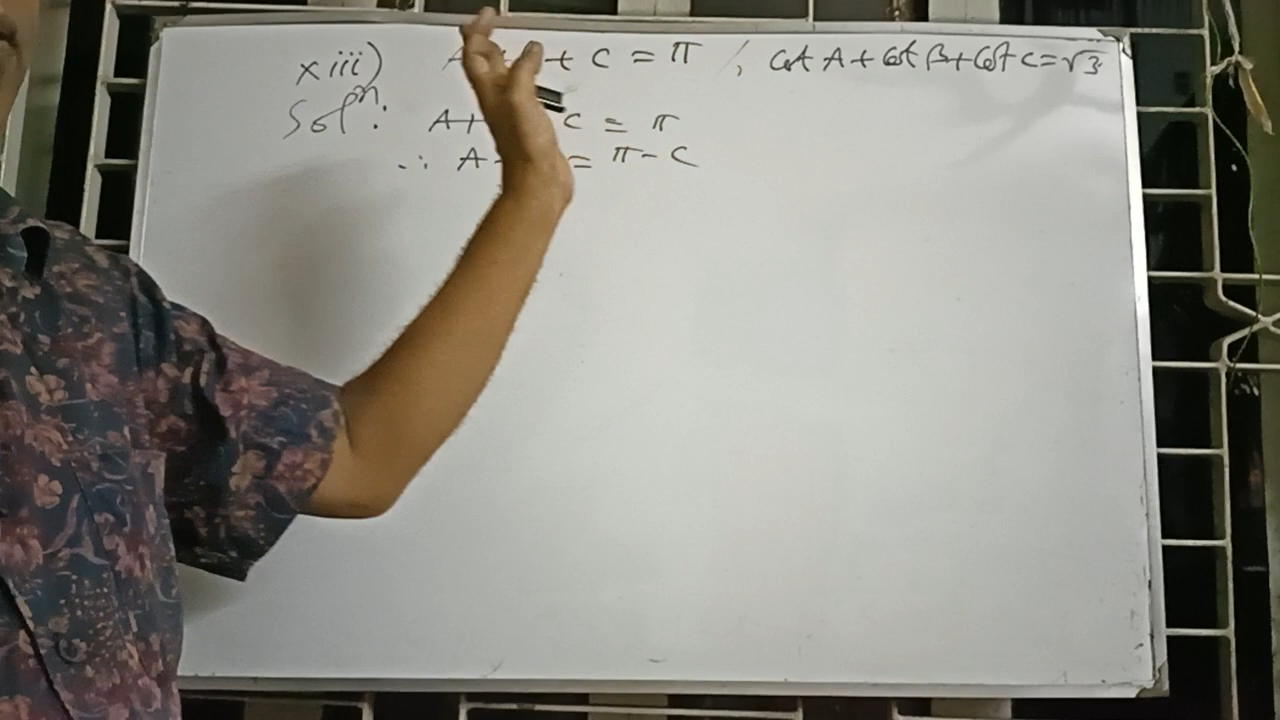 xiii) A + C = π , Cot A + Cot B + Cot C = √3
Solⁿ: A+ C = π
∴ A = π - C